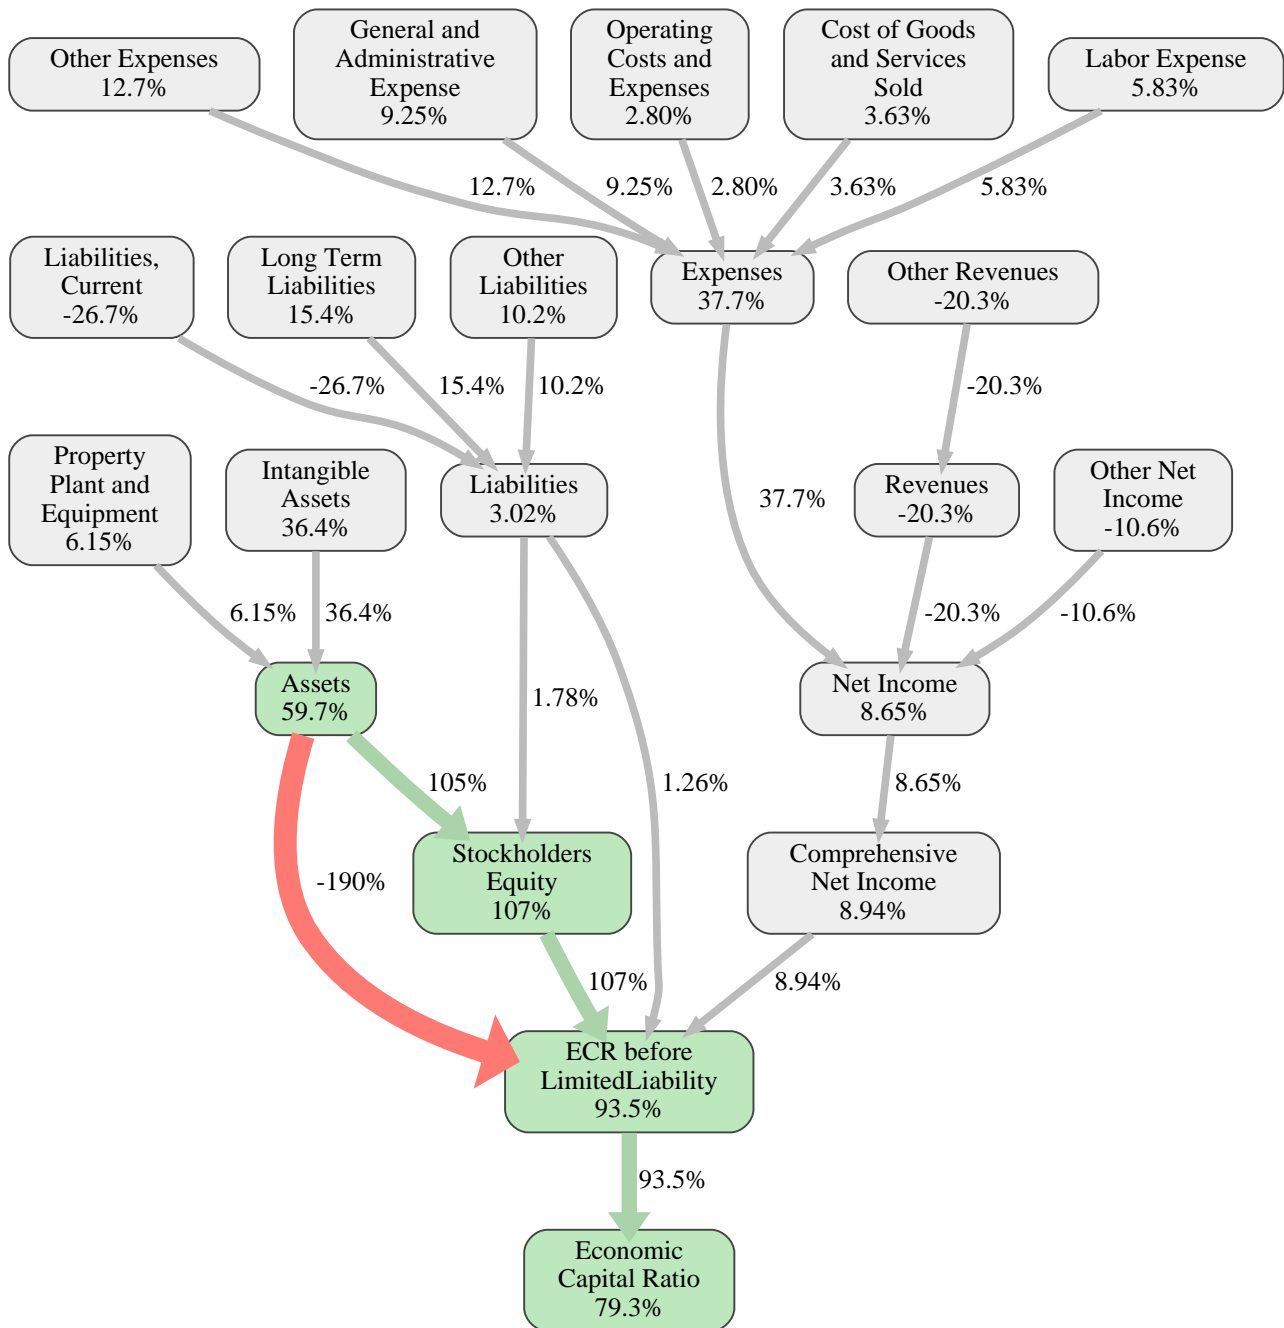 Other Expenses
12.7%
General and
Administrative
Expense
9.25%
Operating
Costs and
Expenses
2.80%
Cost of Goods
and Services
Sold
3.63%
Labor Expense
5.83%
12.7%
9.25%
2.80%
3.63%
5.83%
Liabilities,
Current
-26.7%
Long Term
Liabilities
15.4%
Other
Liabilities
10.2%
Expenses
37.7%
Other Revenues
-20.3%
-26.7%
15.4%
10.2%
-20.3%
Property
Plant and
Equipment
6.15%
Intangible
Assets
36.4%
Liabilities
3.02%
37.7%
Revenues
-20.3%
Other Net
Income
-10.6%
6.15%
36.4%
-20.3%
-10.6%
Assets
59.7%
1.78%
Net Income
8.65%
105%
1.26%
8.65%
-190%
Stockholders
Equity
107%
Comprehensive
Net Income
8.94%
107%
8.94%
ECR before
LimitedLiability
93.5%
93.5%
Economic
Capital Ratio
79.3%